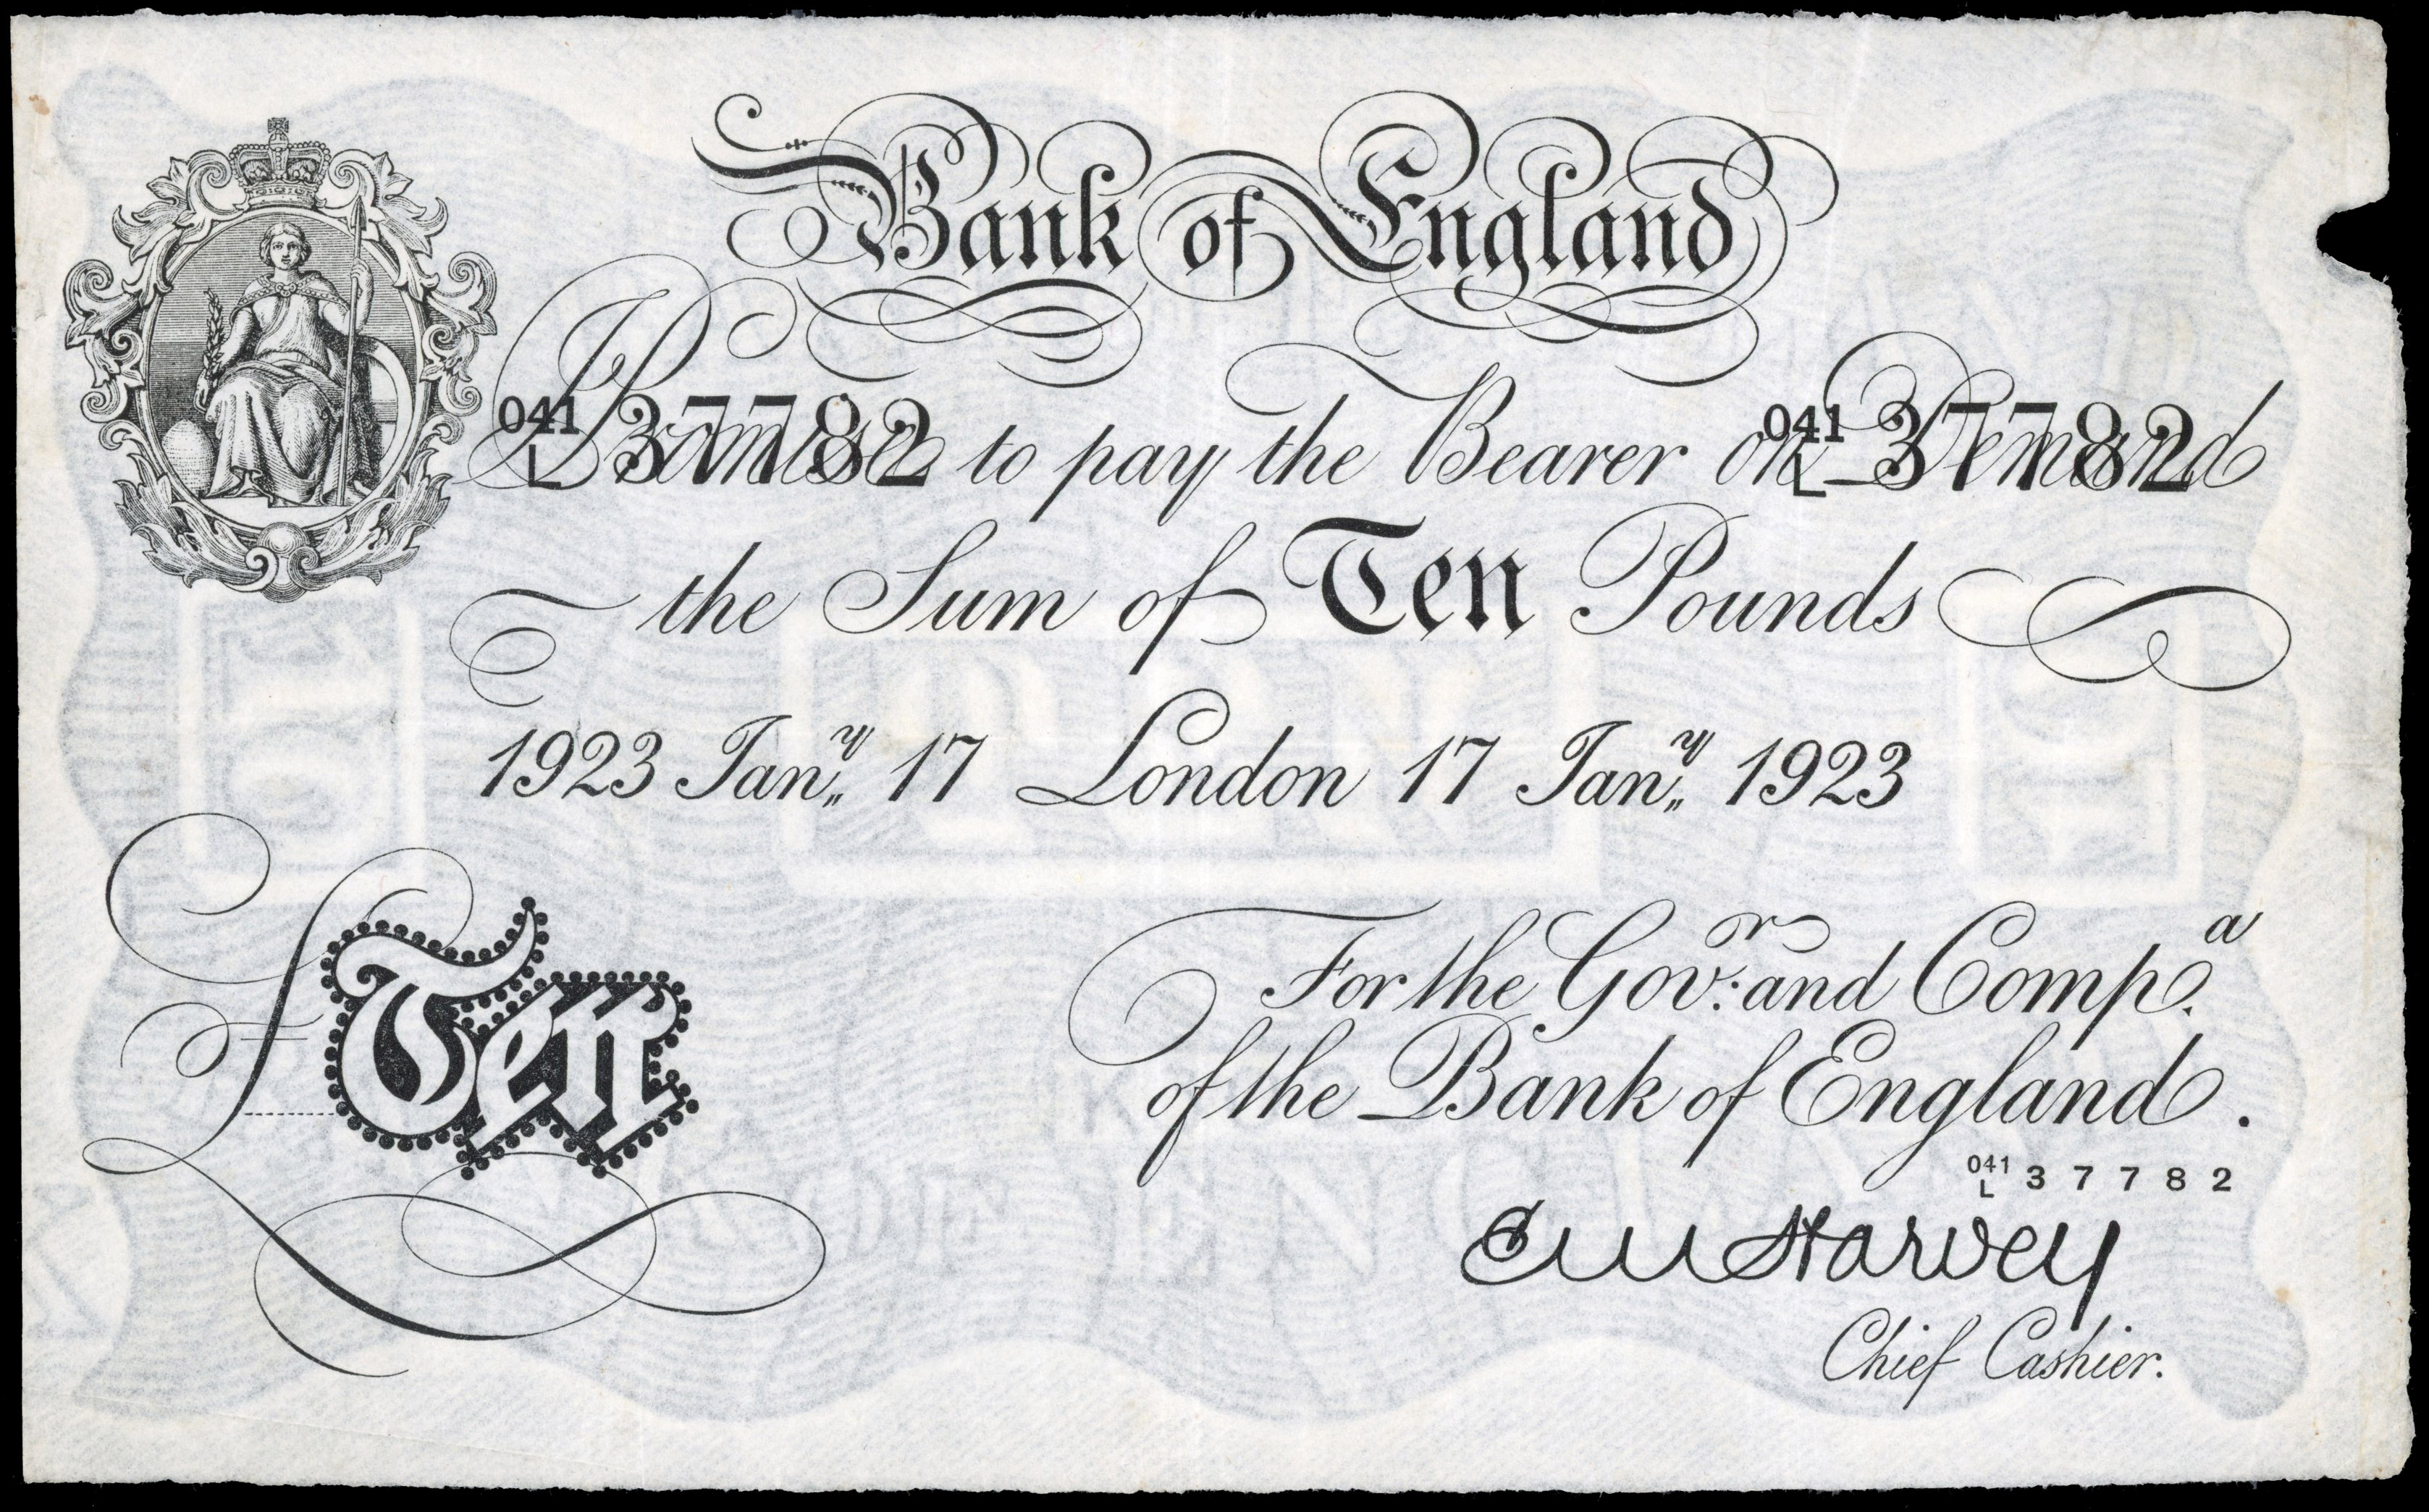 Bank of England
I Promise to pay the Bearer on Demand
041 L 37782
041 L 37782
the Sum of Ten Pounds
1923 Jany 17 London 17 Jany 1923
£Ten
For the Govr: and Compa.
of the Bank of England.
041 L 37782
E M Harvey
Chief Cashier.